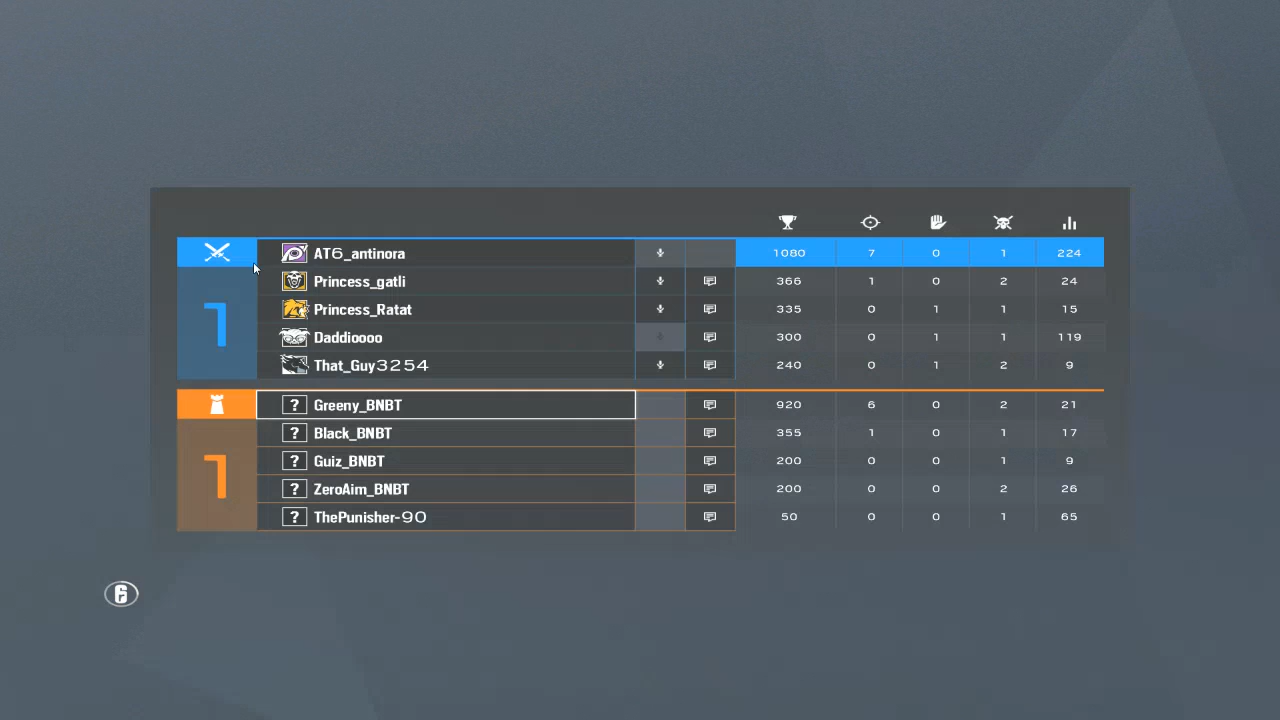 AT6_antinora 1080 7 0 1 224
Princess_gatli 366 1 0 2 24
1
Princess_Ratat 335 0 1 1 15
Daddioooo 300 0 1 1 119
That_Guy3254 240 0 1 2 9
? Greeny_BNBT 920 6 0 2 21
? Black_BNBT 355 1 0 1 17
1
? Guiz_BNBT 200 0 0 1 9
? ZeroAim_BNBT 200 0 0 2 26
? ThePunisher-90 50 0 0 1 65
6